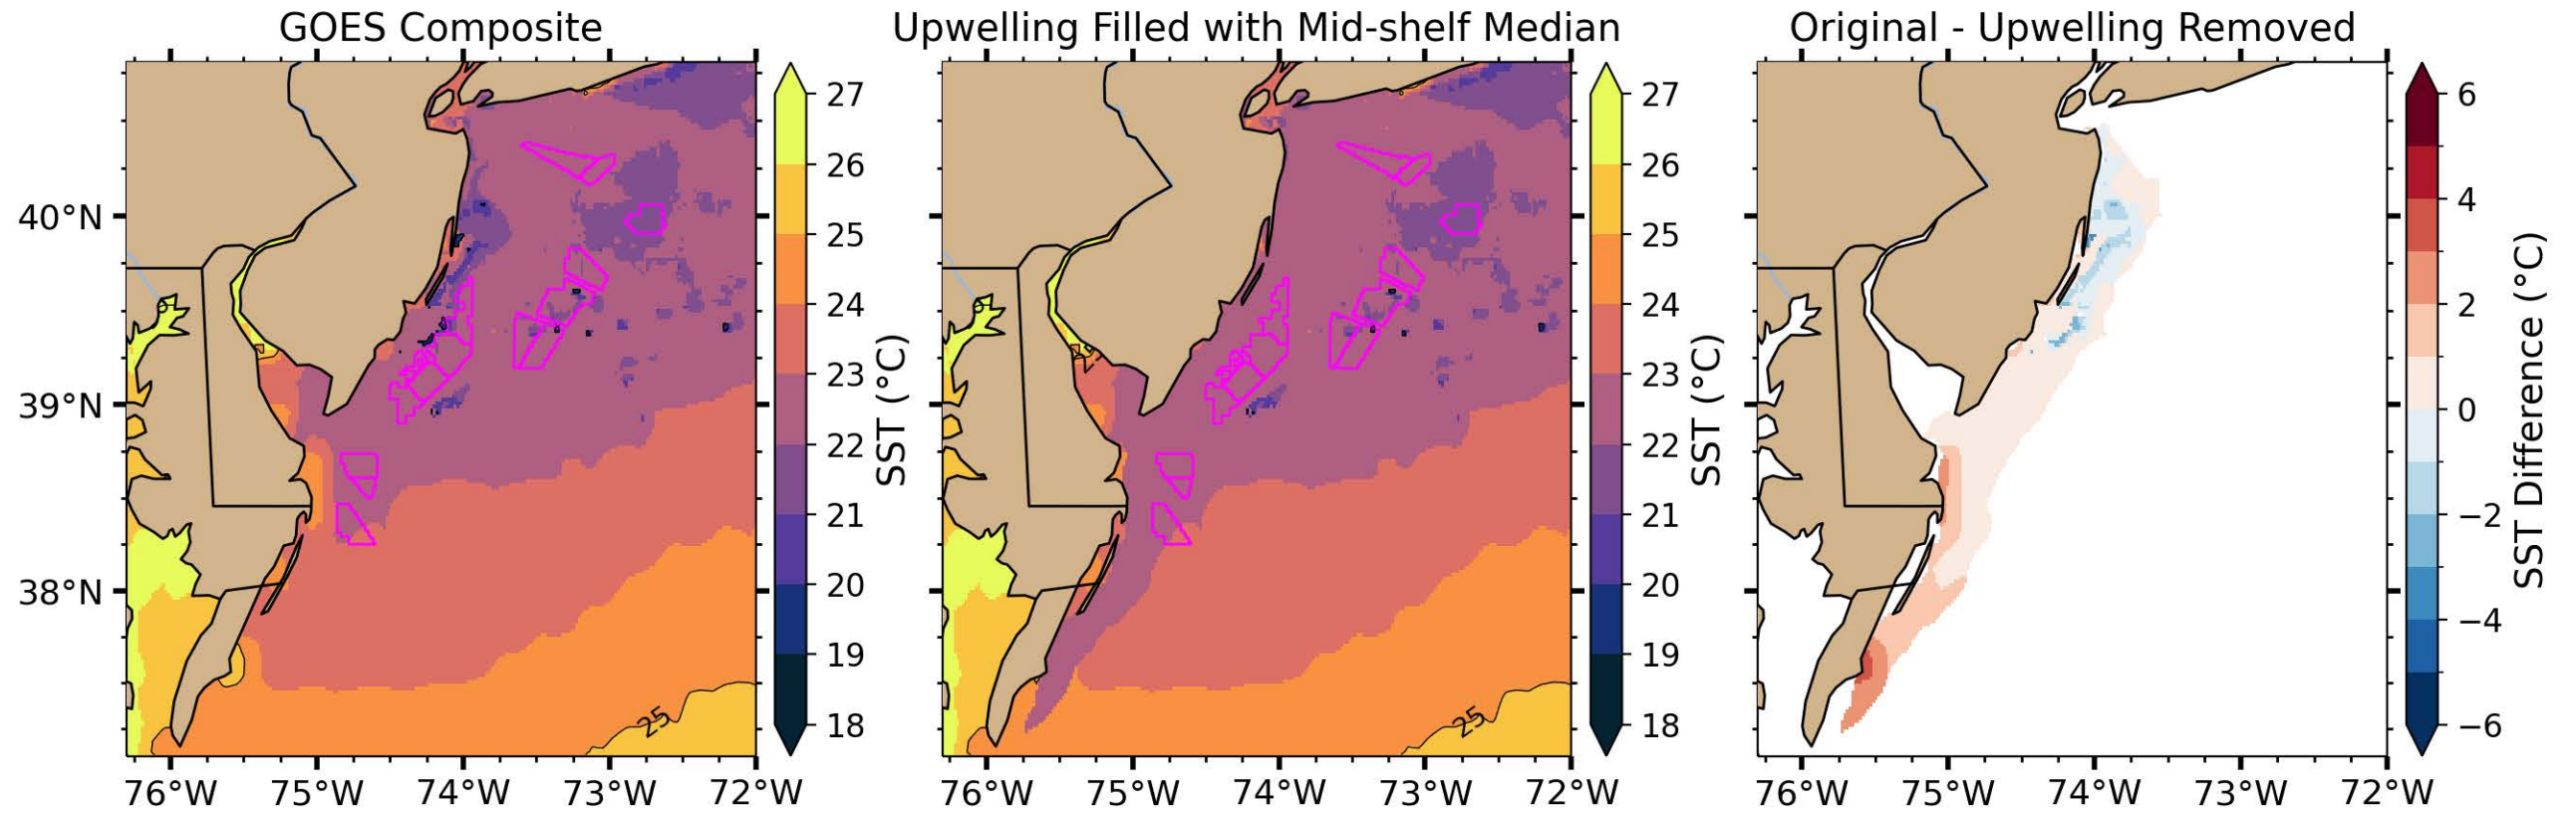 GOES Composite
Upwelling Filled with Mid-shelf Median
Original - Upwelling Removed
40°N
39°N
38°N
25
76°W
75°W
74°W
73°W
72°W
27
26
25
24
23
22
21
20
19
18
SST (°C)
25
76°W
75°W
74°W
73°W
72°W
27
26
25
24
23
22
21
20
19
18
SST (°C)
76°W
75°W
74°W
73°W
72°W
6
4
2
0
−2
−4
−6
SST Difference (°C)